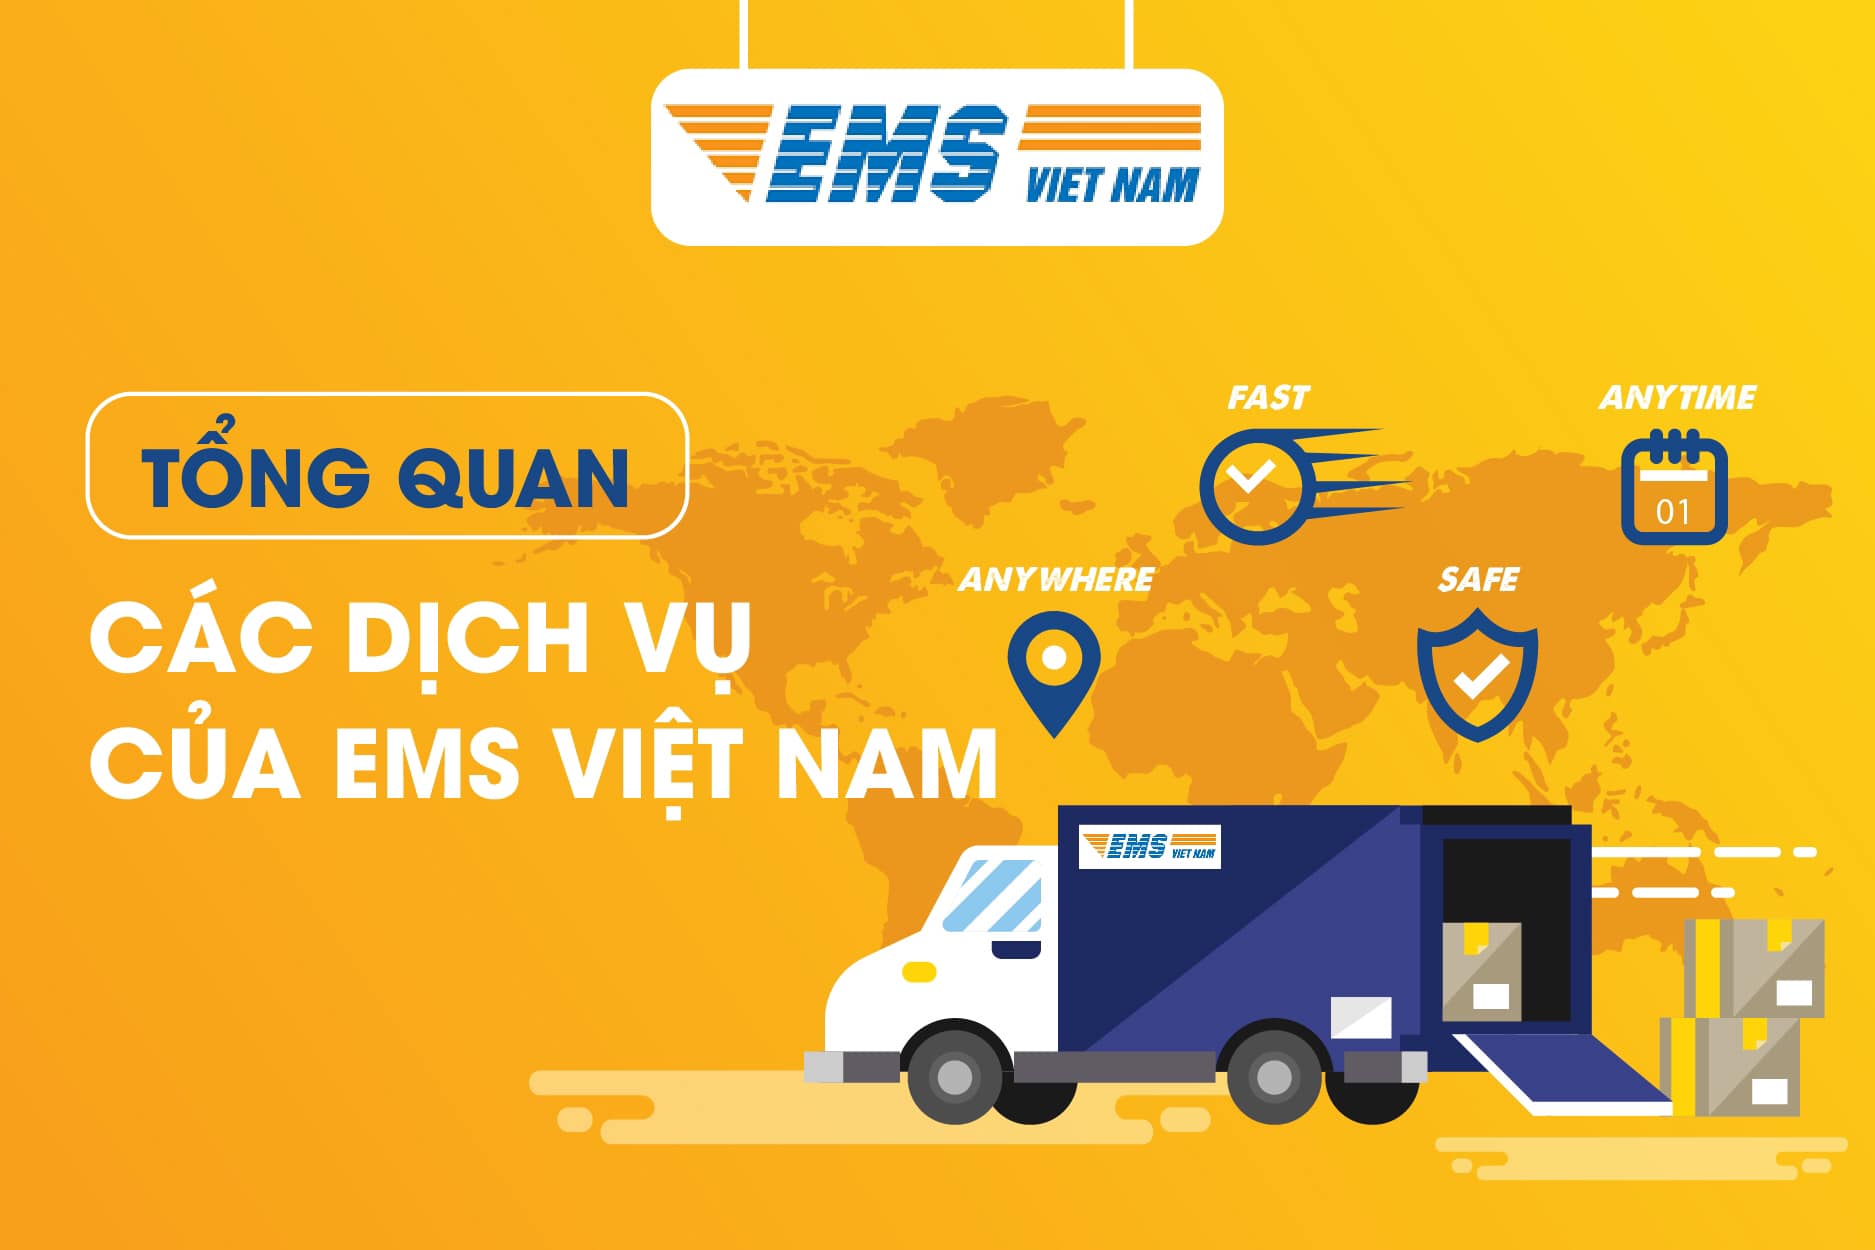 EMS
VIET NAM
TỔNG QUAN
CÁC DỊCH VỤ
CỦA EMS VIỆT NAM
FAST
ANYTIME
01
ANYWHERE
SAFE
EMS
VIET NAM